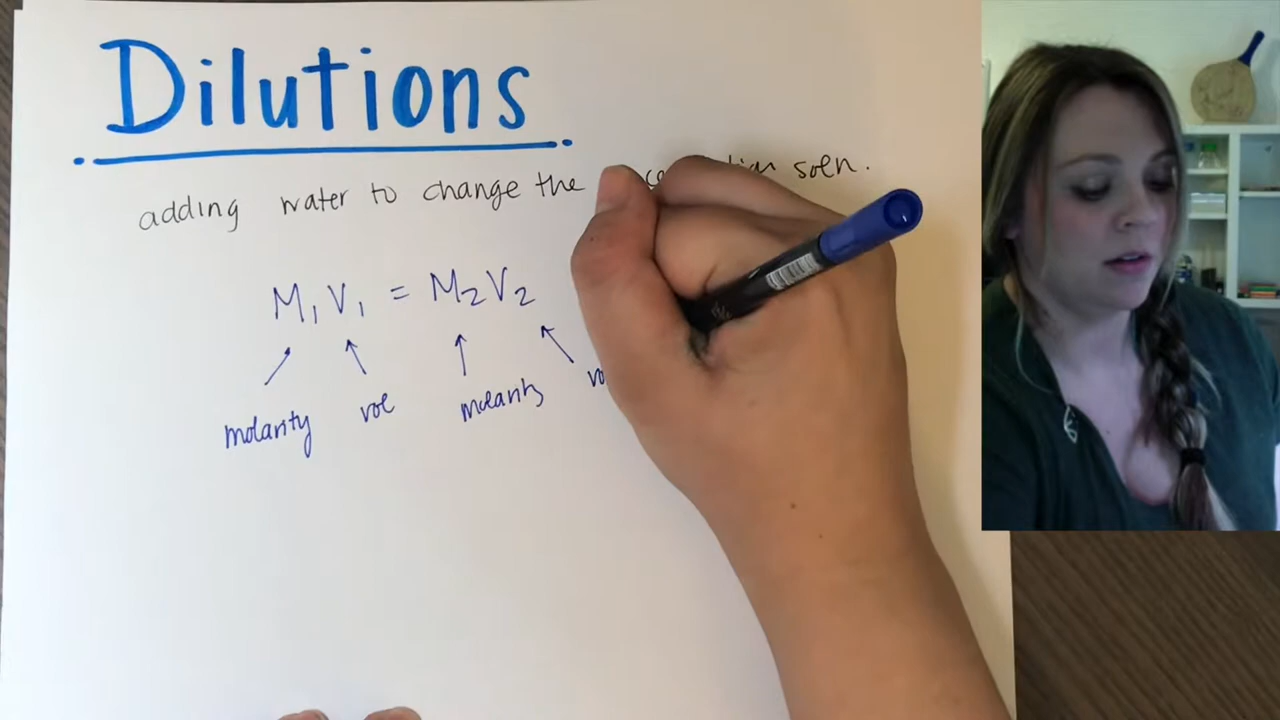 Dilutions
adding water to change the soln.
M₁V₁ = M₂V₂
molarity vol molarity